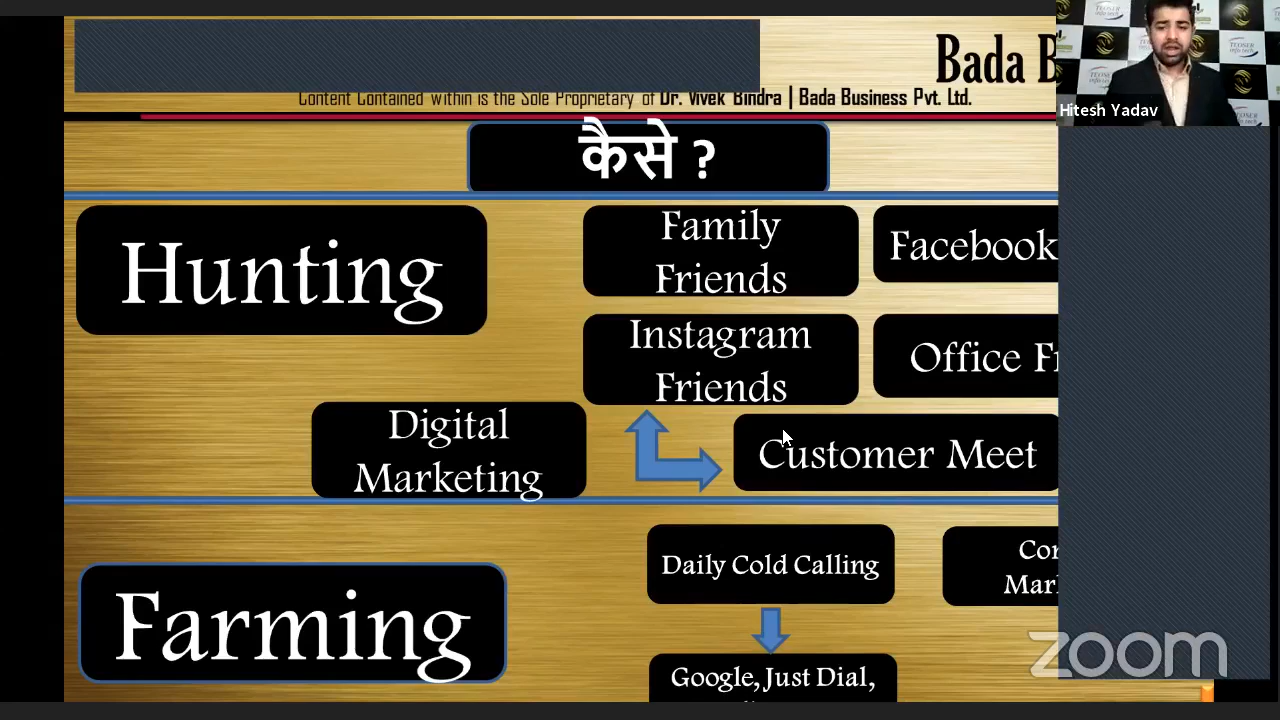 Bada B
Content Contained within is the Sole Proprietary of Dr. Vivek Bindra | Bada Business Pvt. Ltd.
Hitesh Yadav
कैसे ?
Hunting
Family
Friends
Facebook
Instagram
Friends
Office Fr
Digital
Marketing
Customer Meet
Farming
Daily Cold Calling
Cor
Mar
Google, Just Dial,
zoom